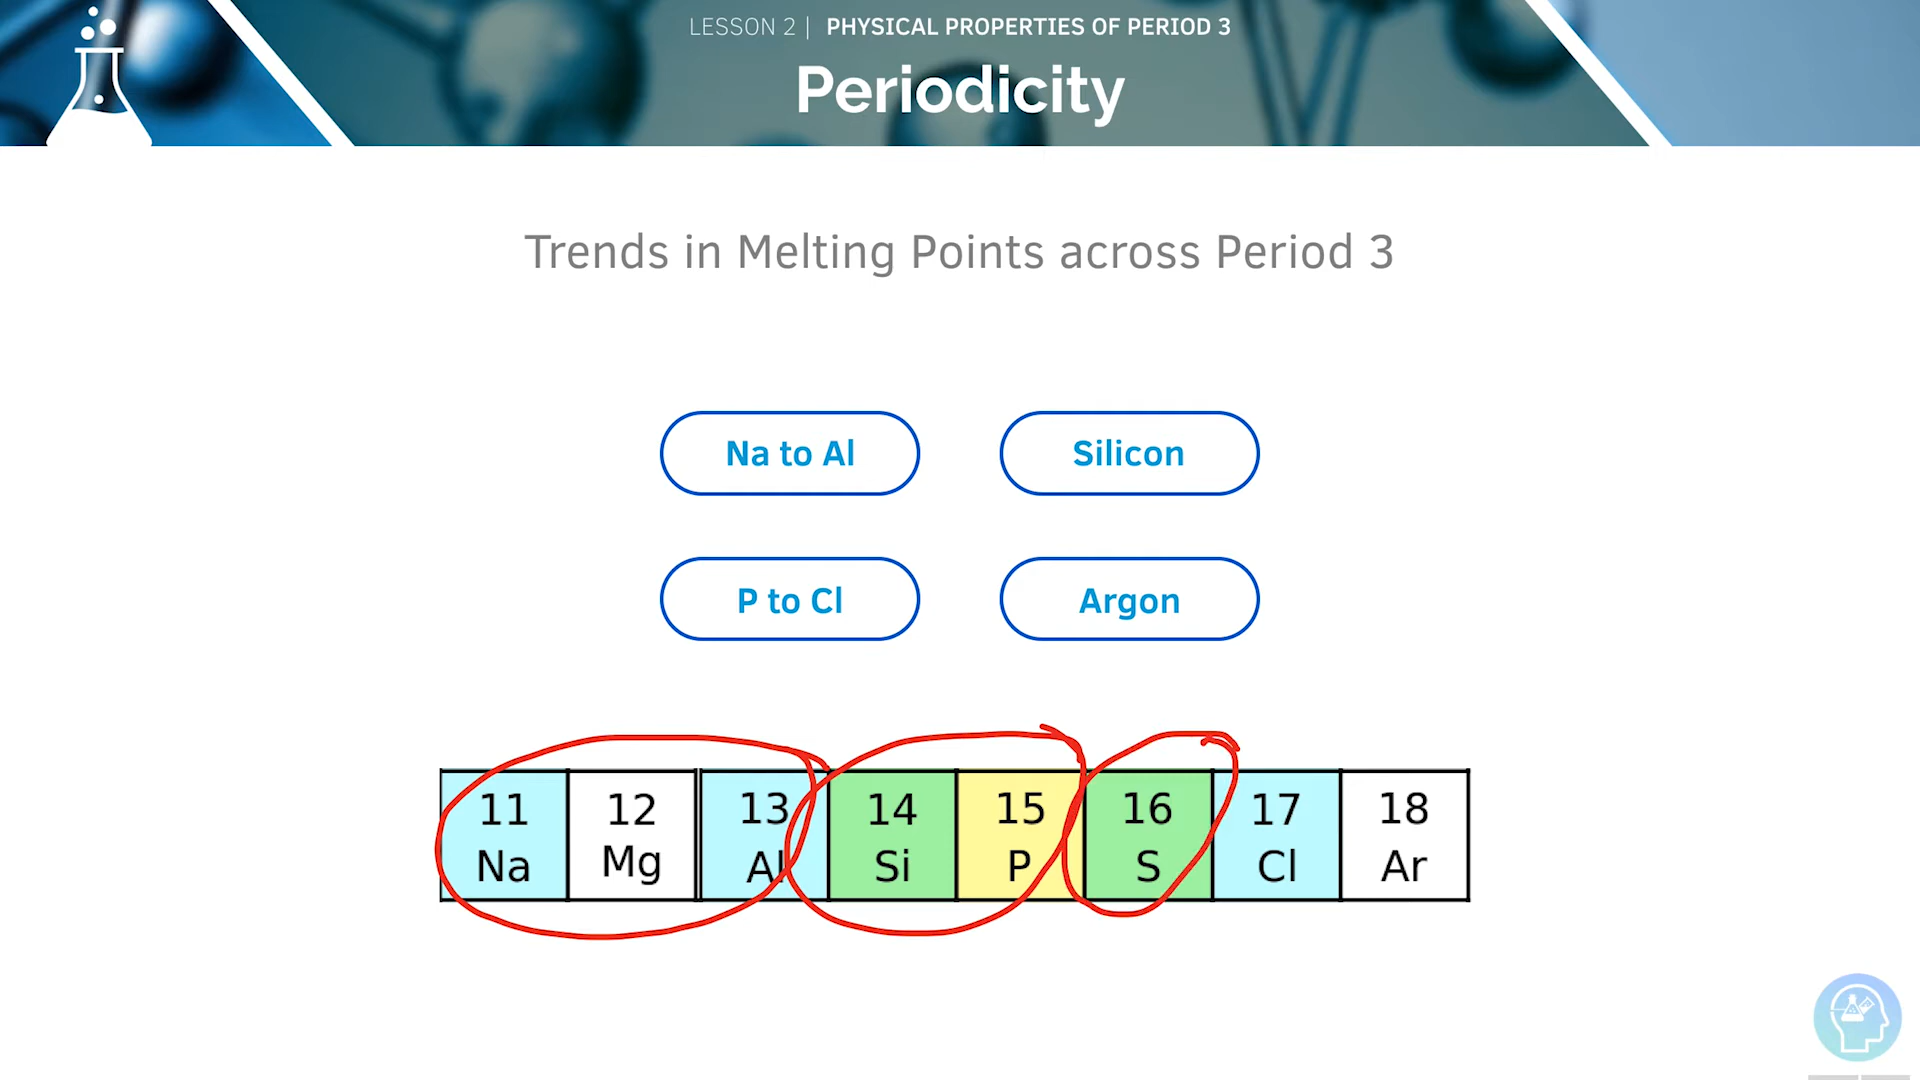 LESSON 2 | PHYSICAL PROPERTIES OF PERIOD 3
Periodicity
Trends in Melting Points across Period 3
Na to Al
Silicon
P to Cl
Argon
11 12 13 14 15 16 17 18
Na Mg Al Si P S Cl Ar